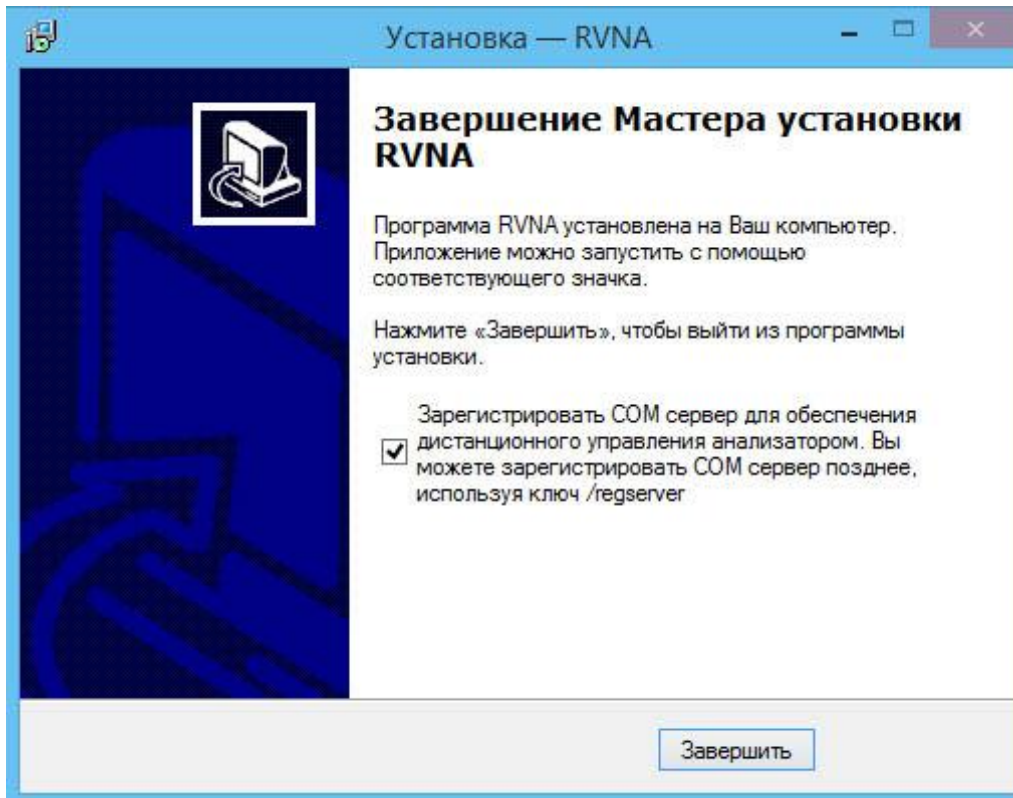 Установка — RVNA
Завершение Мастера установки
RVNA
Программа RVNA установлена на Ваш компьютер.
Приложение можно запустить с помощью
соответствующего значка.
Нажмите «Завершить», чтобы выйти из программы
установки.
Зарегистрировать COM сервер для обеспечения
дистанционного управления анализатором. Вы
можете зарегистрировать COM сервер позднее,
используя ключ /regserver
Завершить